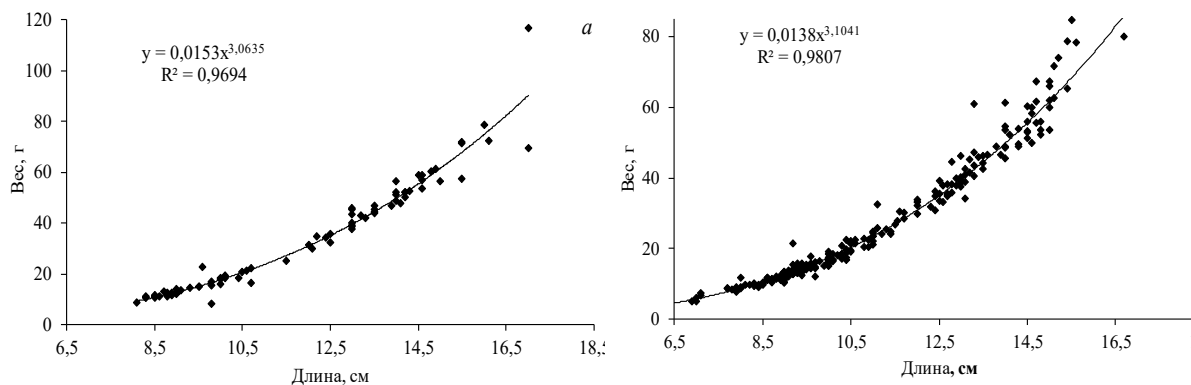 120
100
80
60
40
20
0
Вес, г
y = 0,0153x^3,0635
R² = 0,9694
а
6,5 8,5 10,5 12,5 14,5 16,5 18,5
Длина, см
80
60
40
20
0
Вес, г
y = 0,0138x^3,1041
R² = 0,9807
6,5 8,5 10,5 12,5 14,5 16,5
Длина, см